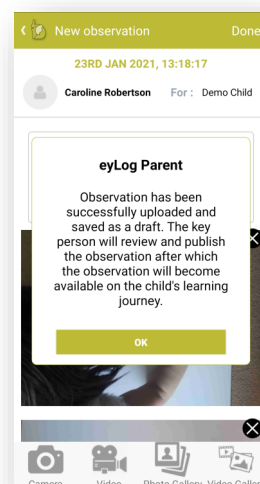 New observation Done
23RD JAN 2021, 13:18:17
Caroline Robertson For : Demo Child
eyLog Parent
Observation has been
successfully uploaded and
saved as a draft. The key
person will review and publish
the observation after which
the observation will become
available on the child's learning
journey.
OK
Camera Video Photo Gallery Video Galler